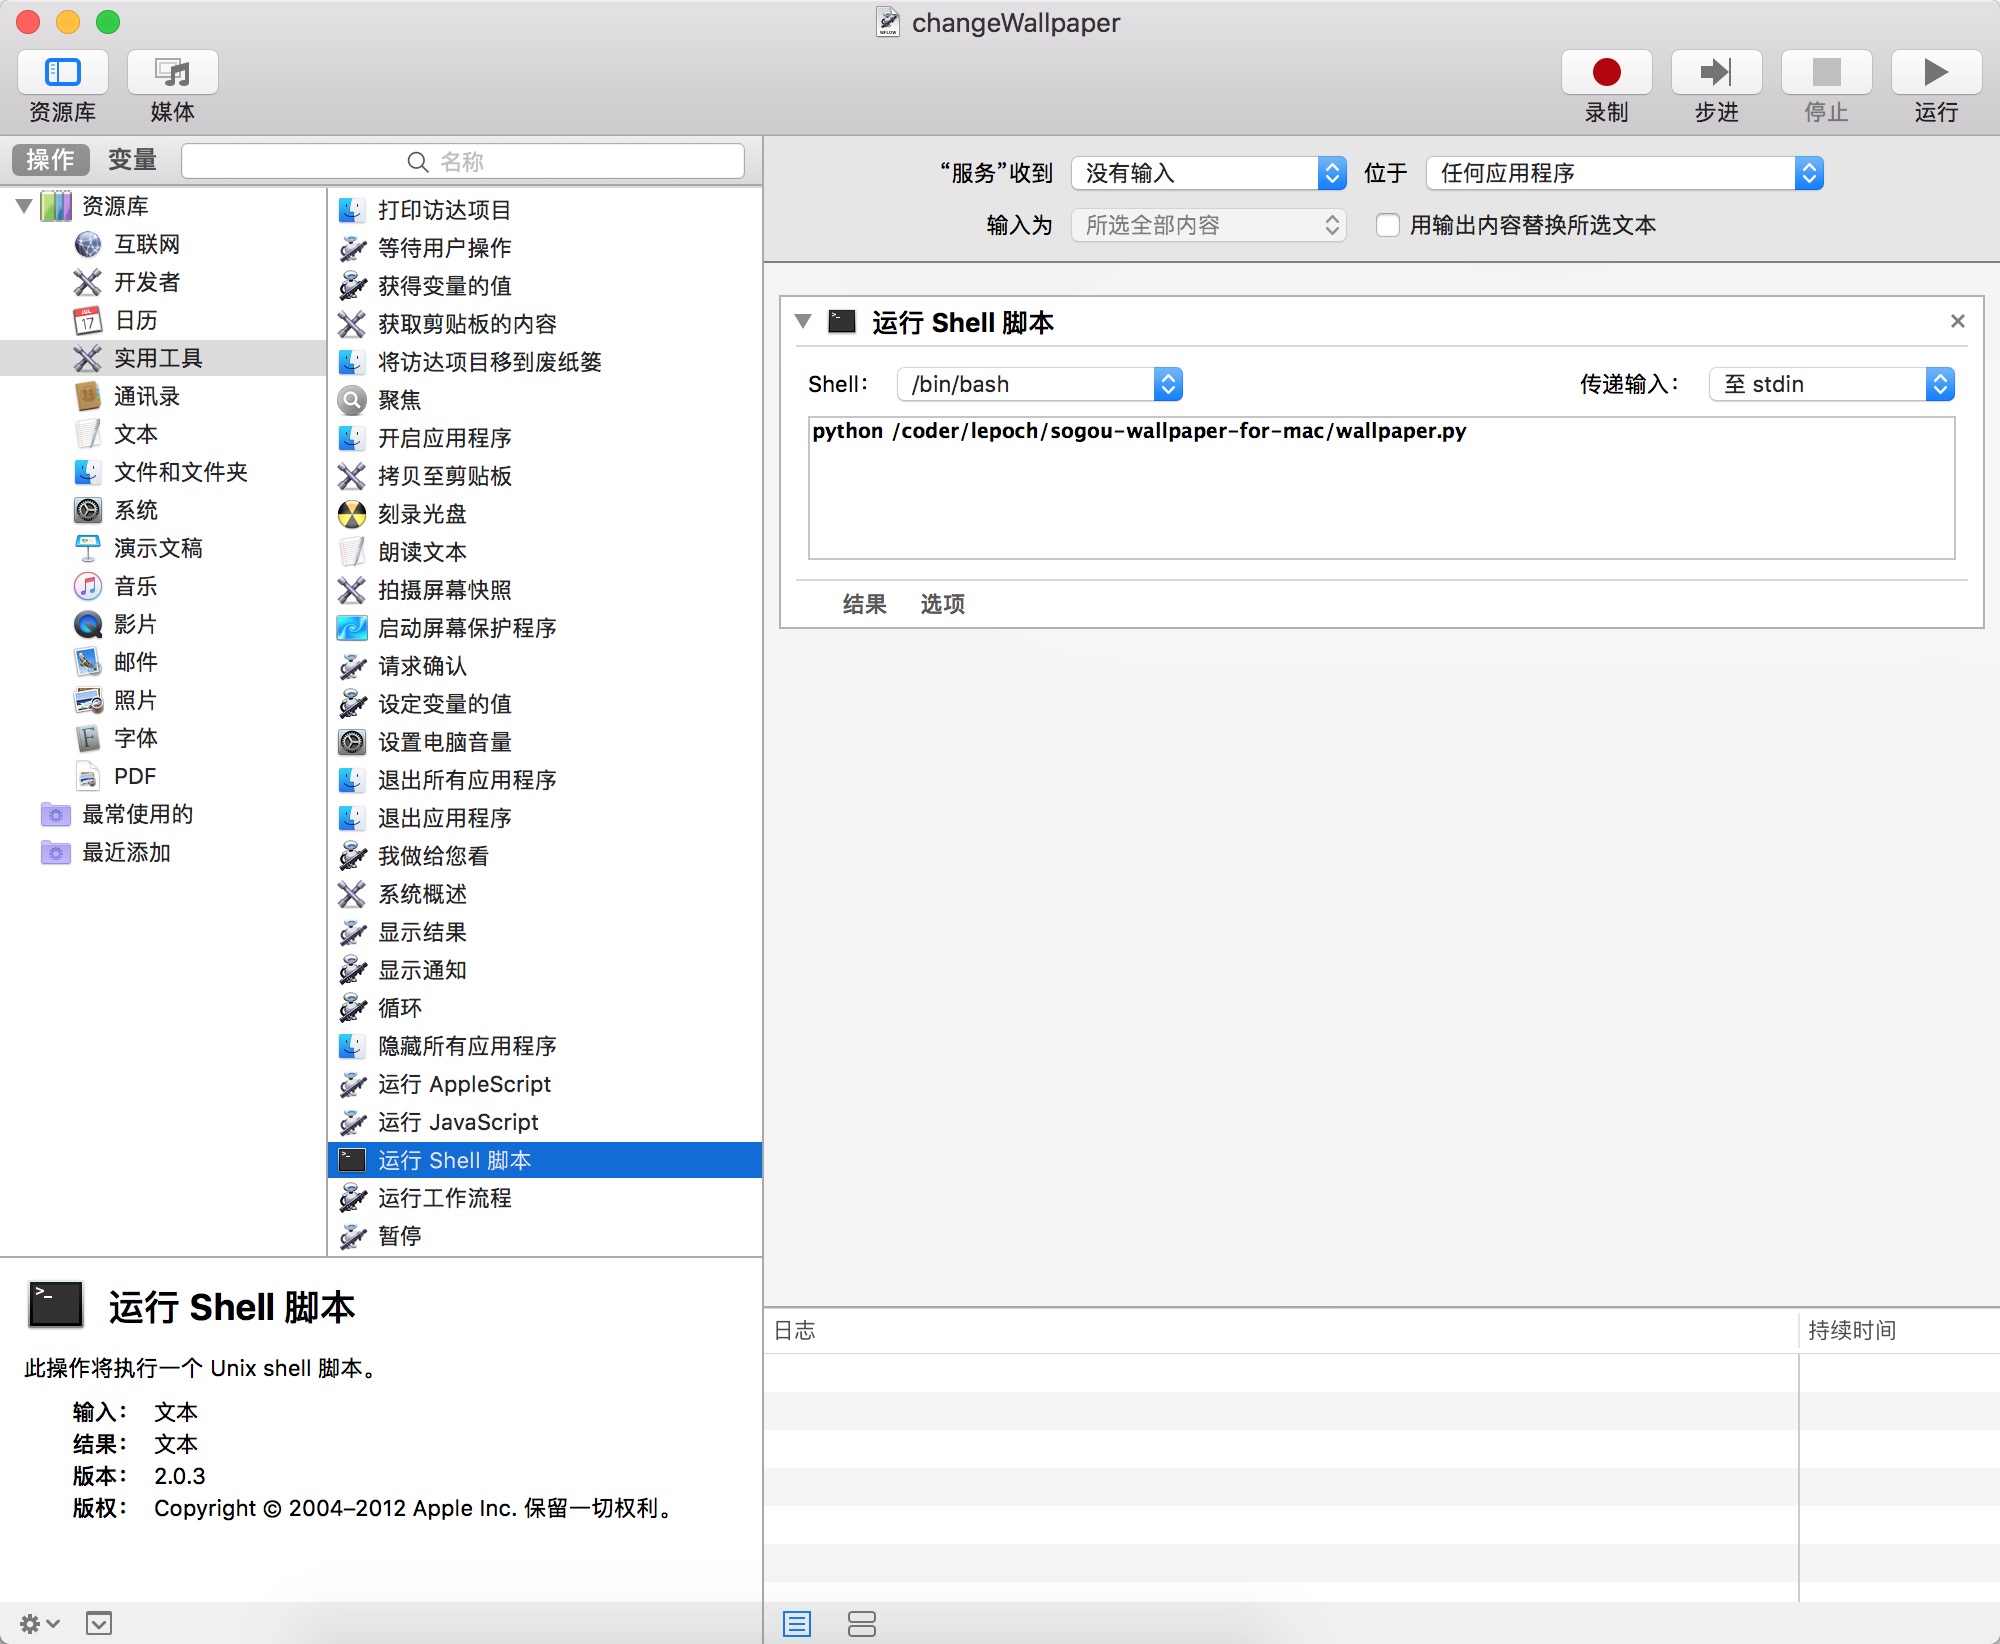 changeWallpaper
资源库
媒体
录制
步进
停止
运行
操作
变量
名称
资源库
互联网
开发者
JUL
17
日历
实用工具
通讯录
文本
文件和文件夹
系统
演示文稿
音乐
影片
邮件
照片
字体
PDF
最常使用的
最近添加
打印访达项目
等待用户操作
获得变量的值
获取剪贴板的内容
将访达项目移到废纸篓
聚焦
开启应用程序
拷贝至剪贴板
刻录光盘
朗读文本
拍摄屏幕快照
启动屏幕保护程序
请求确认
设定变量的值
设置电脑音量
退出所有应用程序
退出应用程序
我做给您看
系统概述
显示结果
显示通知
循环
隐藏所有应用程序
运行 AppleScript
运行 JavaScript
运行 Shell 脚本
运行工作流程
暂停
运行 Shell 脚本
此操作将执行一个 Unix shell 脚本。
输入： 文本
结果： 文本
版本： 2.0.3
版权： Copyright © 2004–2012 Apple Inc. 保留一切权利。
“服务”收到 没有输入 位于 任何应用程序
输入为 所选全部内容 用输出内容替换所选文本
运行 Shell 脚本
Shell： /bin/bash 传递输入： 至 stdin
python /coder/lepoch/sogou-wallpaper-for-mac/wallpaper.py
结果 选项
日志 持续时间